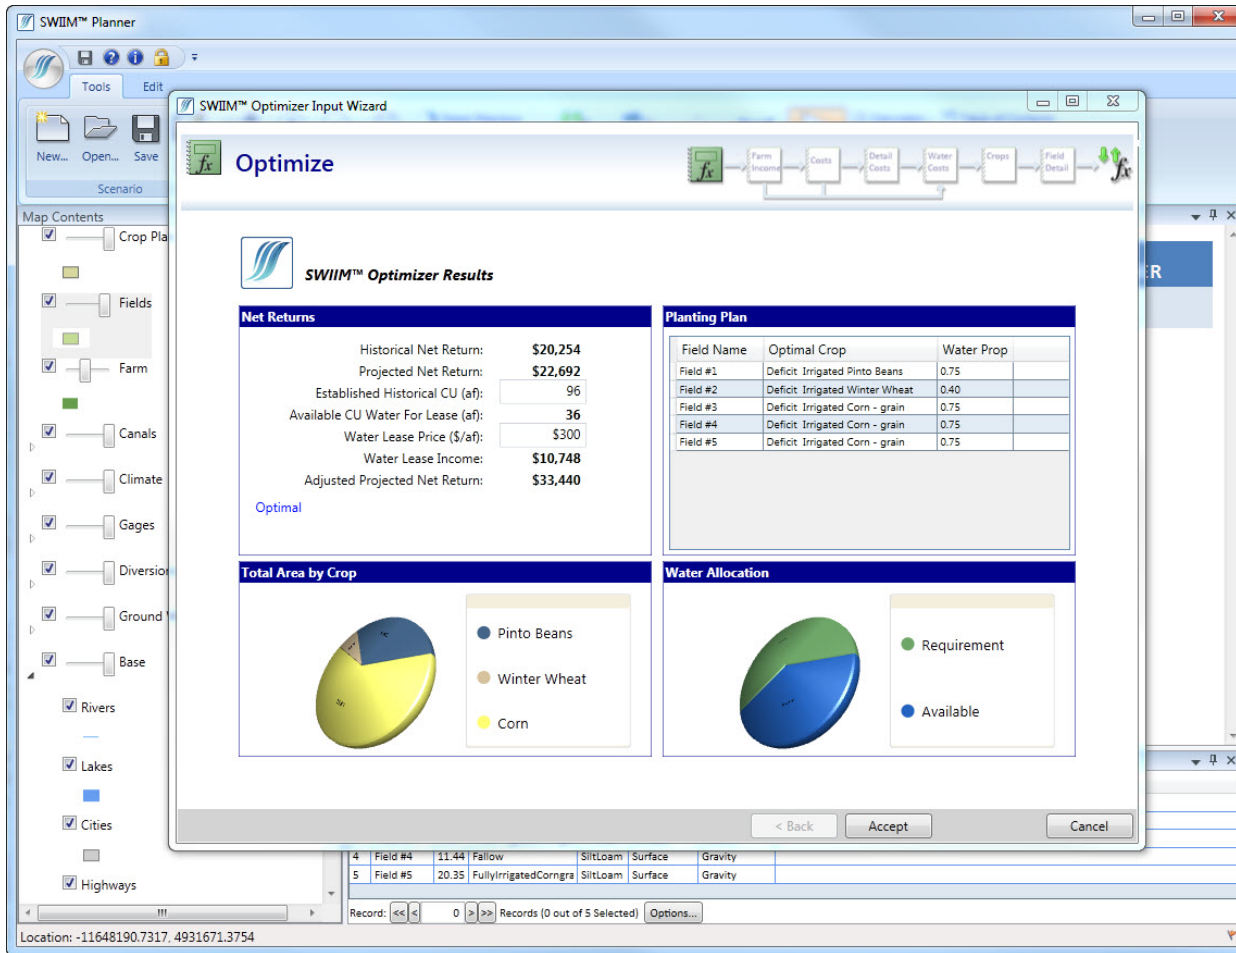 SWIIM™ Planner
Tools Edit
New... Open... Save
Scenario
Map Contents
Crop Pla
Fields
Farm
Canals
Climate
Gages
Diversion
Ground
Base
Rivers
Lakes
Cities
Highways
SWIIM™ Optimizer Input Wizard
fx Optimize
fx Farm Income Costs Detail Costs Water Costs Crops Field Detail fx
SWIIM™ Optimizer Results
Net Returns
Historical Net Return: $20,254
Projected Net Return: $22,692
Established Historical CU (af): 96
Available CU Water For Lease (af): 36
Water Lease Price ($/af): $300
Water Lease Income: $10,748
Adjusted Projected Net Return: $33,440
Optimal
Planting Plan
Field Name Optimal Crop Water Prop
Field #1 Deficit Irrigated Pinto Beans 0.75
Field #2 Deficit Irrigated Winter Wheat 0.40
Field #3 Deficit Irrigated Corn - grain 0.75
Field #4 Deficit Irrigated Corn - grain 0.75
Field #5 Deficit Irrigated Corn - grain 0.75
Total Area by Crop
Pinto Beans
Winter Wheat
Corn
Water Allocation
Requirement
Available
< Back Accept Cancel
R
4 Field #4 11.44 Fallow SiltLoam Surface Gravity
5 Field #5 20.35 FullyIrrigatedCorngra SiltLoam Surface Gravity
Record: << < 0 > >> Records (0 out of 5 Selected) Options...
Location: -11648190.7317, 4931671.3754